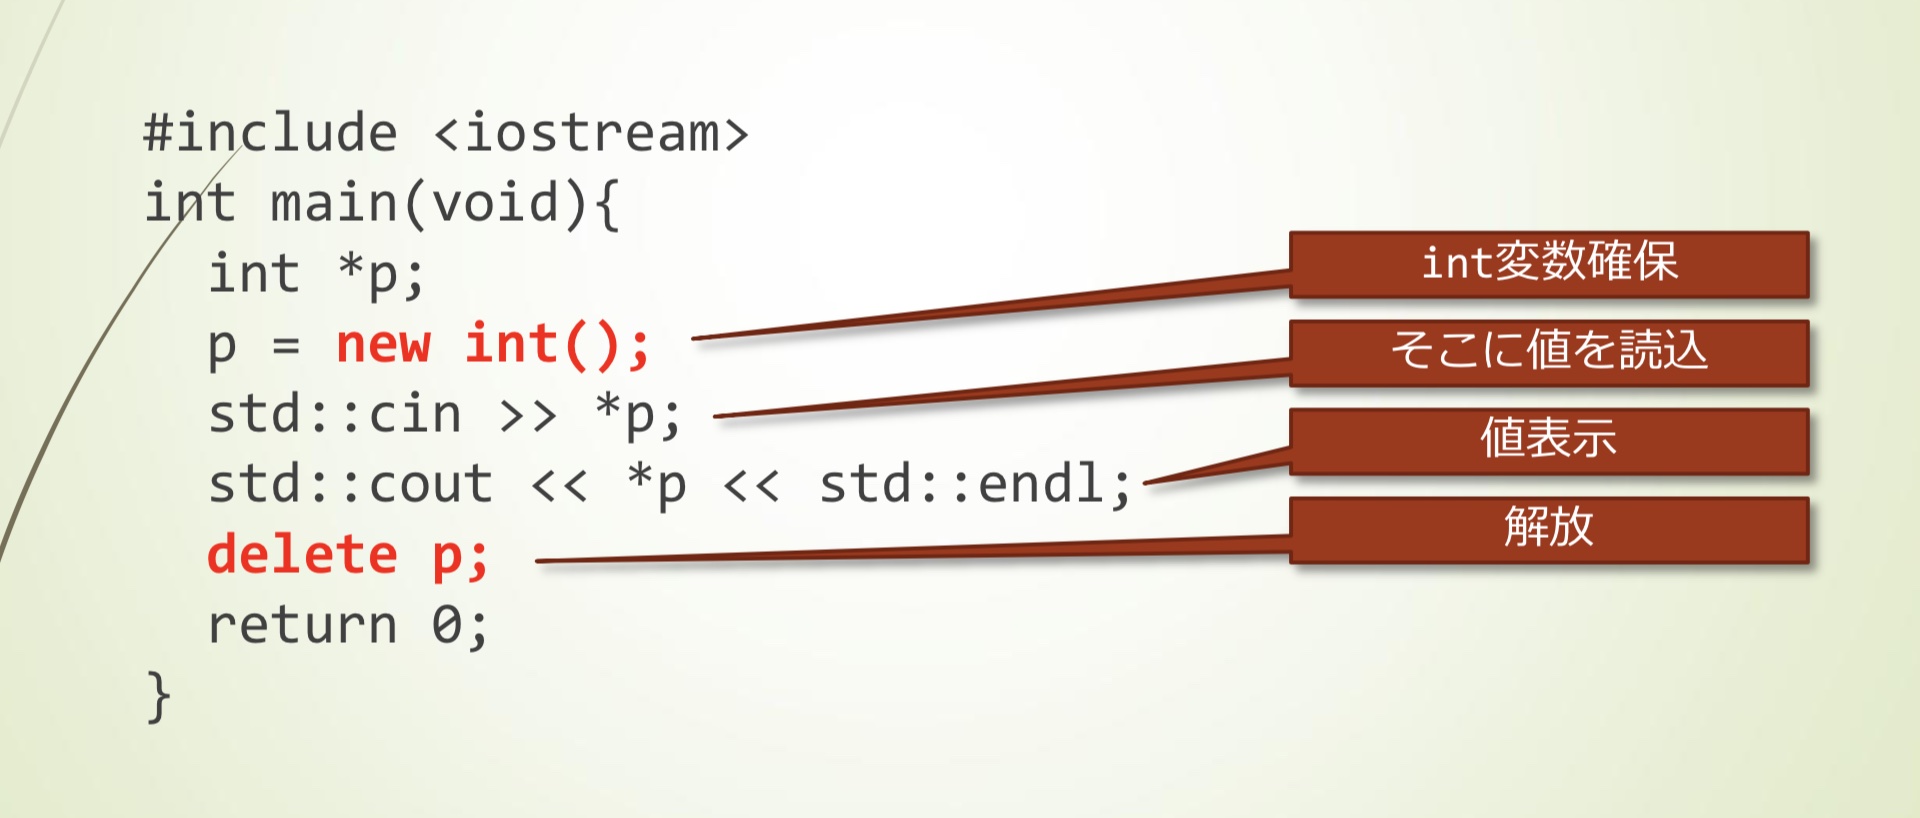 #include <iostream>
int main(void){
int *p;
p = new int();
std::cin >> *p;
std::cout << *p << std::endl;
delete p;
return 0;
}
int変数確保
そこに値を読込
値表示
解放